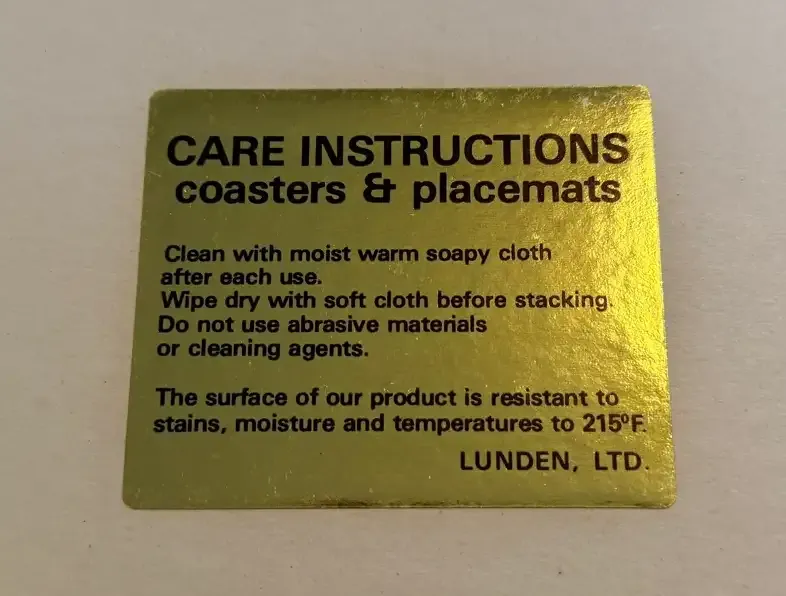 CARE INSTRUCTIONS
coasters & placemats
Clean with moist warm soapy cloth
after each use.
Wipe dry with soft cloth before stacking.
Do not use abrasive materials
or cleaning agents.
The surface of our product is resistant to
stains, moisture and temperatures to 215ºF.
LUNDEN, LTD.